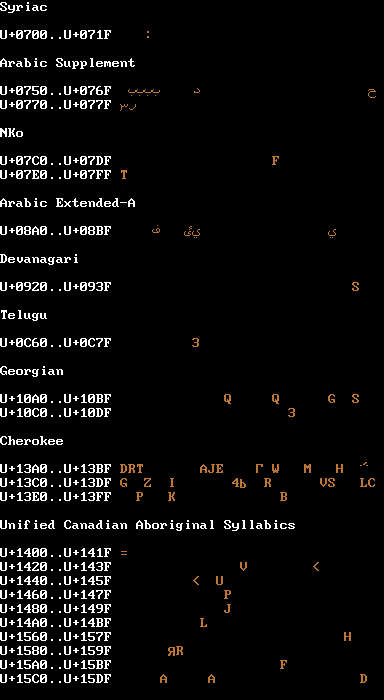 Syriac
U+0700..U+071F :
Arabic Supplement
U+0750..U+076F ببببب د ح
U+0770..U+077F رس
NKo
U+07C0..U+07DF F
U+07E0..U+07FF T
Arabic Extended-A
U+08A0..U+08BF ف ي ي
Devanagari
U+0920..U+093F S
Telugu
U+0C60..U+0C7F 3
Georgian
U+10A0..U+10BF Q Q G S
U+10C0..U+10DF 3
Cherokee
U+13A0..U+13BF DRT AJE Γ W M H
U+13C0..U+13DF G Z I 4b R VS LC
U+13E0..U+13FF P K B
Unified Canadian Aboriginal Syllabics
U+1400..U+141F =
U+1420..U+143F V <
U+1440..U+145F < U
U+1460..U+147F P
U+1480..U+149F J
U+14A0..U+14BF L
U+1560..U+157F H
U+1580..U+159F ЯR
U+15A0..U+15BF F
U+15C0..U+15DF A A D